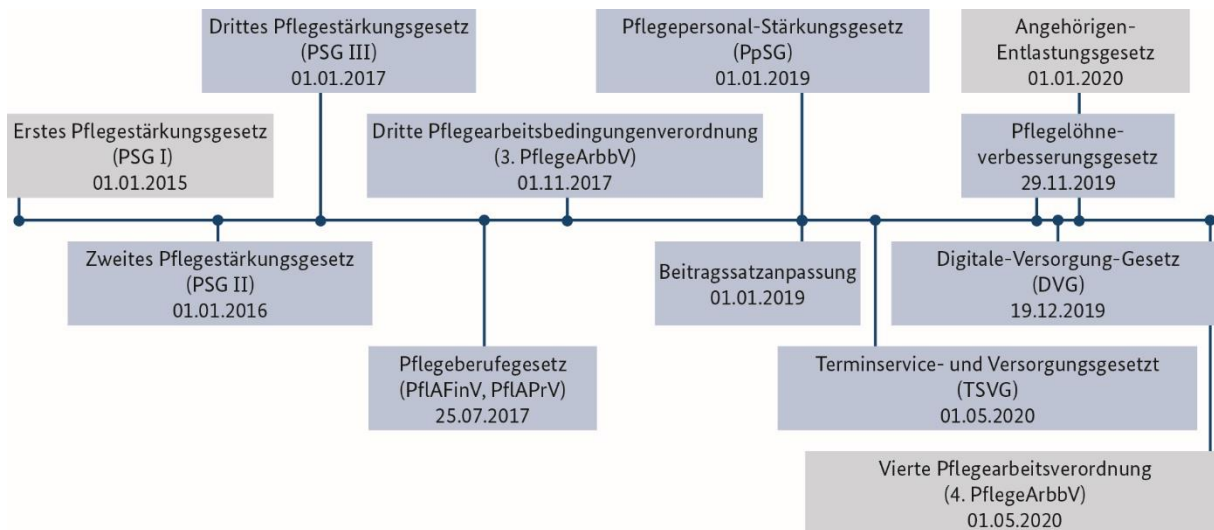 Drittes Pflegestärkungsgesetz
(PSG III)
01.01.2017
Pflegepersonal-Stärkungsgesetz
(PpSG)
01.01.2019
Angehörigen-
Entlastungsgesetz
01.01.2020
Erstes Pflegestärkungsgesetz
(PSG I)
01.01.2015
Dritte Pflegearbeitsbedingungenverordnung
(3. PflegeArbbV)
01.11.2017
Pflegelöhne-
verbesserungsgesetz
29.11.2019
Zweites Pflegestärkungsgesetz
(PSG II)
01.01.2016
Beitragssatzanpassung
01.01.2019
Digitale-Versorgung-Gesetz
(DVG)
19.12.2019
Pflegeberufegesetz
(PflAFinV, PflAPrV)
25.07.2017
Terminservice- und Versorgungsgesetzt
(TSVG)
01.05.2020
Vierte Pflegearbeitsverordnung
(4. PflegeArbbV)
01.05.2020